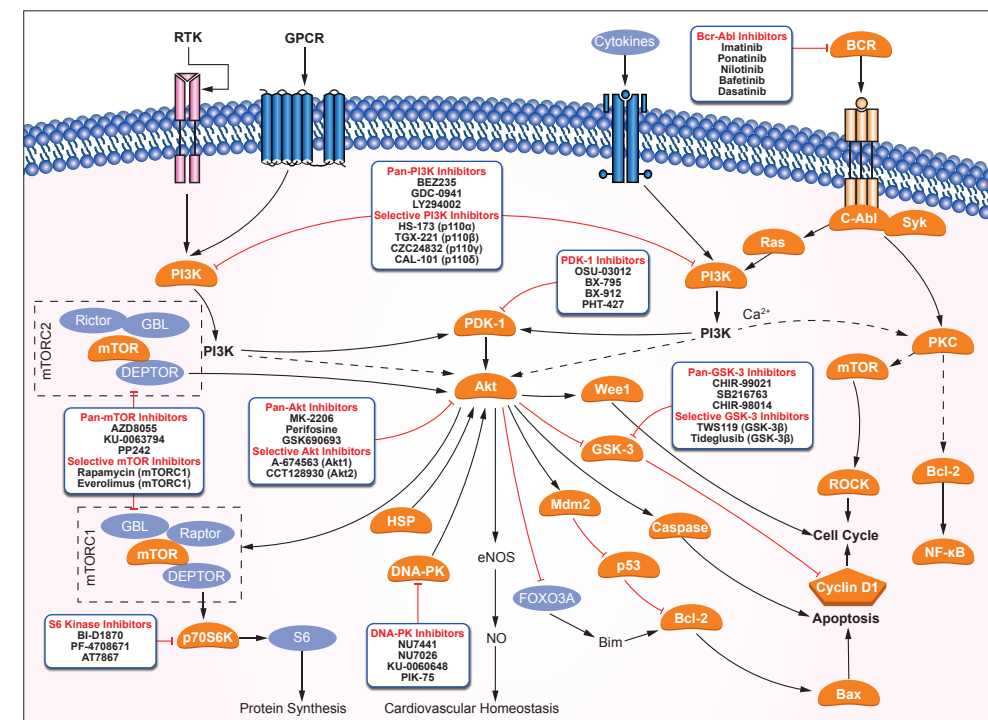 RTK
GPCR
Cytokines
Bcr-Abl Inhibitors
Imatinib
Ponatinib
Nilotinib
Bafetinib
Dasatinib
BCR
Pan-PI3K Inhibitors
BEZ235
GDC-0941
LY294002
Selective PI3K Inhibitors
HS-173 (p110α)
TGX-221 (p110β)
CZC24832 (p110γ)
CAL-101 (p110δ)
C-Abl
Syk
Ras
PI3K
PI3K
PDK-1 Inhibitors
OSU-03012
BX-795
BX-912
PHT-427
mTORC2
Rictor
GBL
mTOR
DEPTOR
PI3K
PDK-1
PI3K
Ca2+
PKC
mTOR
Akt
Wee1
Pan-GSK-3 Inhibitors
CHIR-99021
SB216763
CHIR-98014
Selective GSK-3 Inhibitors
TWS119 (GSK-3β)
Tideglusib (GSK-3β)
Pan-mTOR Inhibitors
AZD8055
KU-0063794
PP242
Selective mTOR Inhibitors
Rapamycin (mTORC1)
Everolimus (mTORC1)
Pan-Akt Inhibitors
MK-2206
Perifosine
GSK690693
Selective Akt Inhibitors
A-674563 (Akt1)
CCT128930 (Akt2)
GSK-3
Bcl-2
ROCK
Mdm2
HSP
Caspase
Cell Cycle
NF-κB
mTORC1
GBL
Raptor
mTOR
DEPTOR
DNA-PK
eNOS
p53
FOXO3A
Cyclin D1
Apoptosis
Bcl-2
Bim
S6 Kinase Inhibitors
BI-D1870
PF-4708671
AT7867
p70S6K
S6
DNA-PK Inhibitors
NU7441
NU7026
KU-0060648
PIK-75
NO
Bax
Protein Synthesis
Cardiovascular Homeostasis